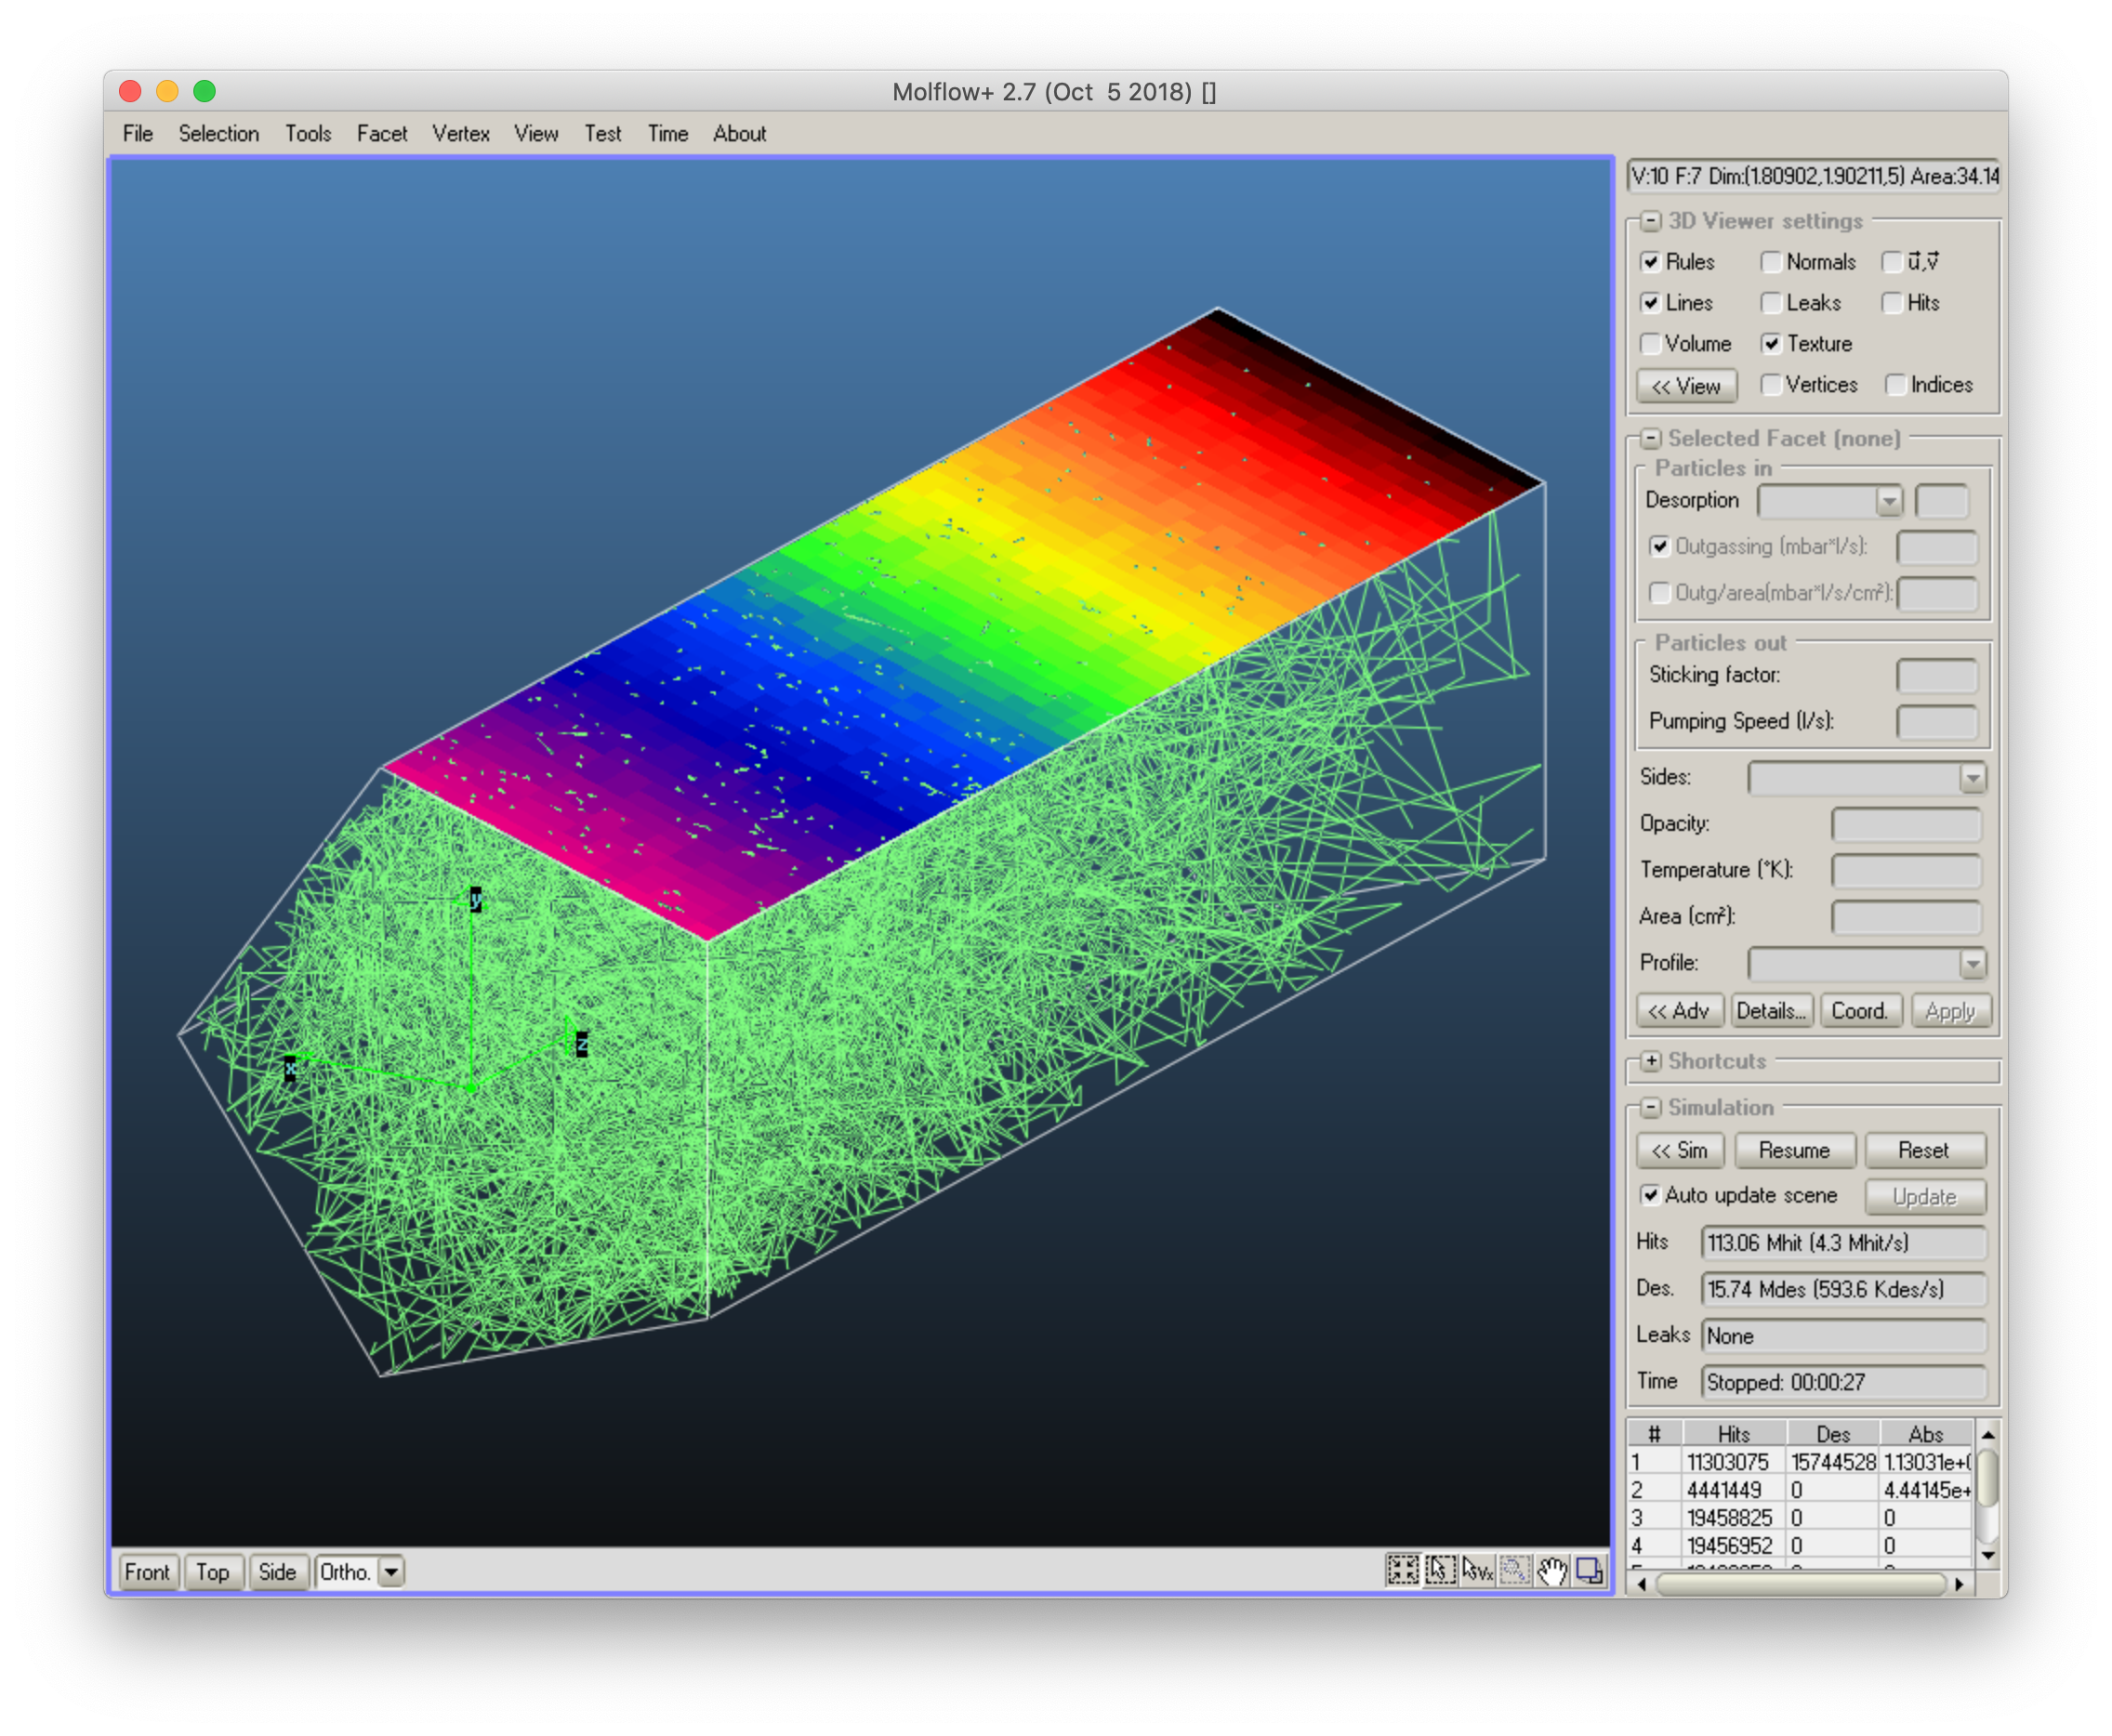 Molflow+ 2.7 (Oct 5 2018) []
File Selection Tools Facet Vertex View Test Time About
V:10 F:7 Dim:(1.80902,1.90211,5) Area:34.14
3D Viewer settings
Rules Normals u,v
Lines Leaks Hits
Volume Texture
<< View Vertices Indices
Selected Facet (none)
Particles in
Desorption
Outgassing (mbar*l/s):
Outg/area(mbar*l/s/cm²):
Particles out
Sticking factor:
Pumping Speed (l/s):
Sides:
Opacity:
Temperature (°K):
Area (cm²):
Profile:
<< Adv Details... Coord. Apply
Shortcuts
Simulation
<< Sim Resume Reset
Auto update scene Update
Hits 113.06 Mhit (4.3 Mhit/s)
Des. 15.74 Mdes (593.6 Kdes/s)
Leaks None
Time Stopped: 00:00:27
# Hits Des Abs
1 11303075 15744528 1.13031e+
2 4441449 0 4.44145e+
3 19458825 0 0
4 19456952 0 0
y
z
x
Front Top Side Ortho.